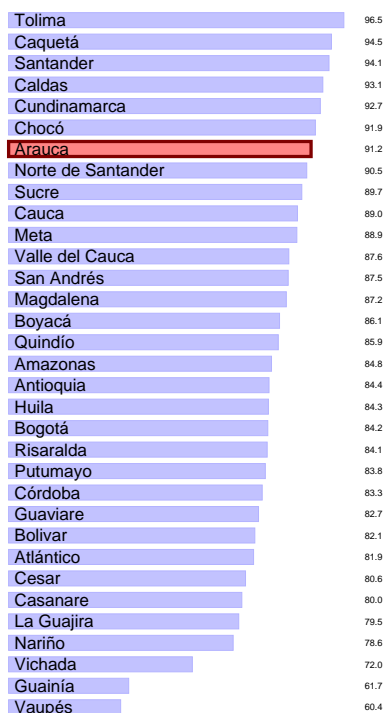 Tolima 96.5
Caquetá 94.5
Santander 94.1
Caldas 93.1
Cundinamarca 92.7
Chocó 91.9
Arauca 91.2
Norte de Santander 90.5
Sucre 89.7
Cauca 89.0
Meta 88.9
Valle del Cauca 87.6
San Andrés 87.5
Magdalena 87.2
Boyacá 86.1
Quindío 85.9
Amazonas 84.8
Antioquia 84.4
Huila 84.3
Bogotá 84.2
Risaralda 84.1
Putumayo 83.8
Córdoba 83.3
Guaviare 82.7
Bolivar 82.1
Atlántico 81.9
Cesar 80.6
Casanare 80.0
La Guajira 79.5
Nariño 78.6
Vichada 72.0
Guainía 61.7
Vaupés 60.4